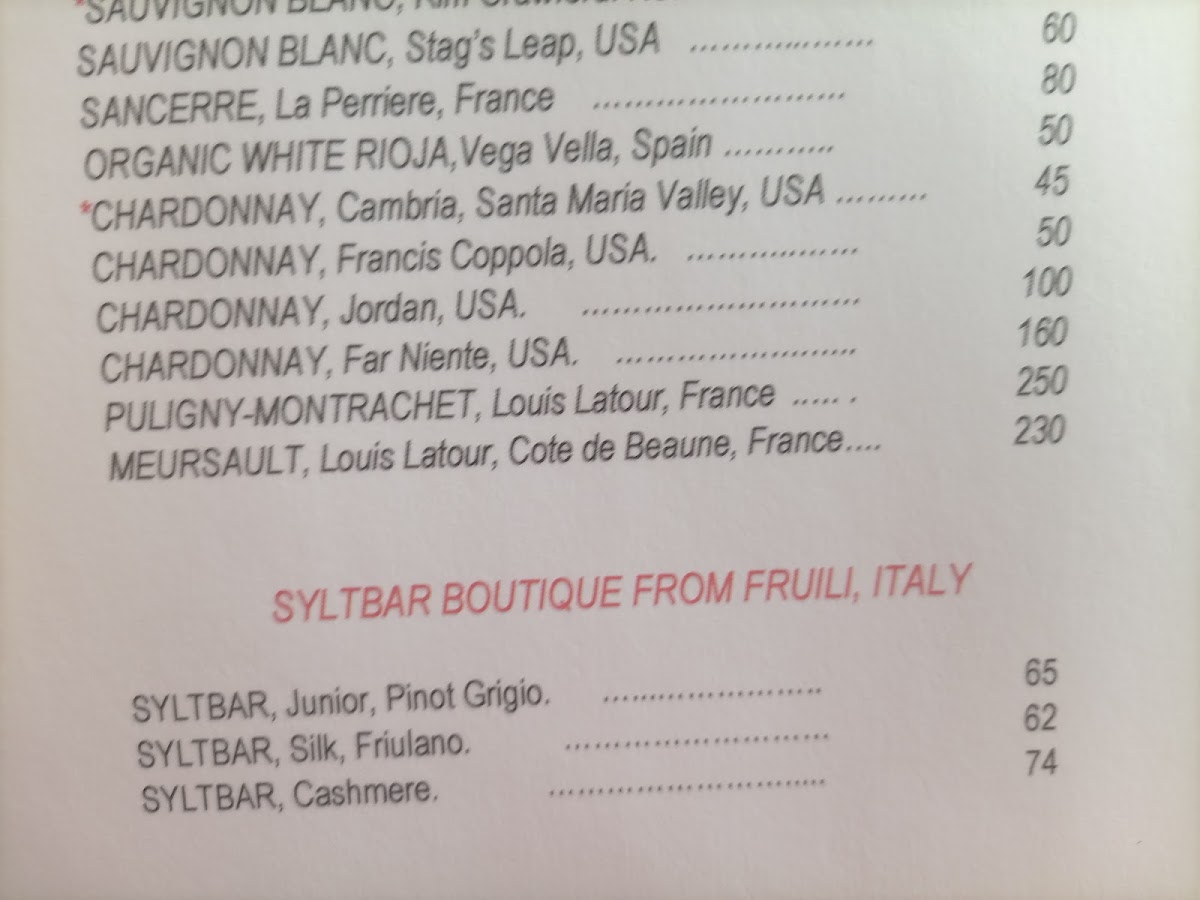 *SAUVIGNON BLANC, Kim
SAUVIGNON BLANC, Stag's Leap, USA ..................... 60
SANCERRE, La Perriere, France ............................ 80
ORGANIC WHITE RIOJA,Vega Vella, Spain ........... 50
*CHARDONNAY, Cambria, Santa Maria Valley, USA ......... 45
CHARDONNAY, Francis Coppola, USA. ................... 50
CHARDONNAY, Jordan, USA. .............................. 100
CHARDONNAY, Far Niente, USA. .......................... 160
PULIGNY-MONTRACHET, Louis Latour, France ..... . 250
MEURSAULT, Louis Latour, Cote de Beaune, France.... 230
SYLTBAR BOUTIQUE FROM FRUILI, ITALY
SYLTBAR, Junior, Pinot Grigio. ........................ 65
SYLTBAR, Silk, Friulano. ............................. 62
SYLTBAR, Cashmere. .............................. 74